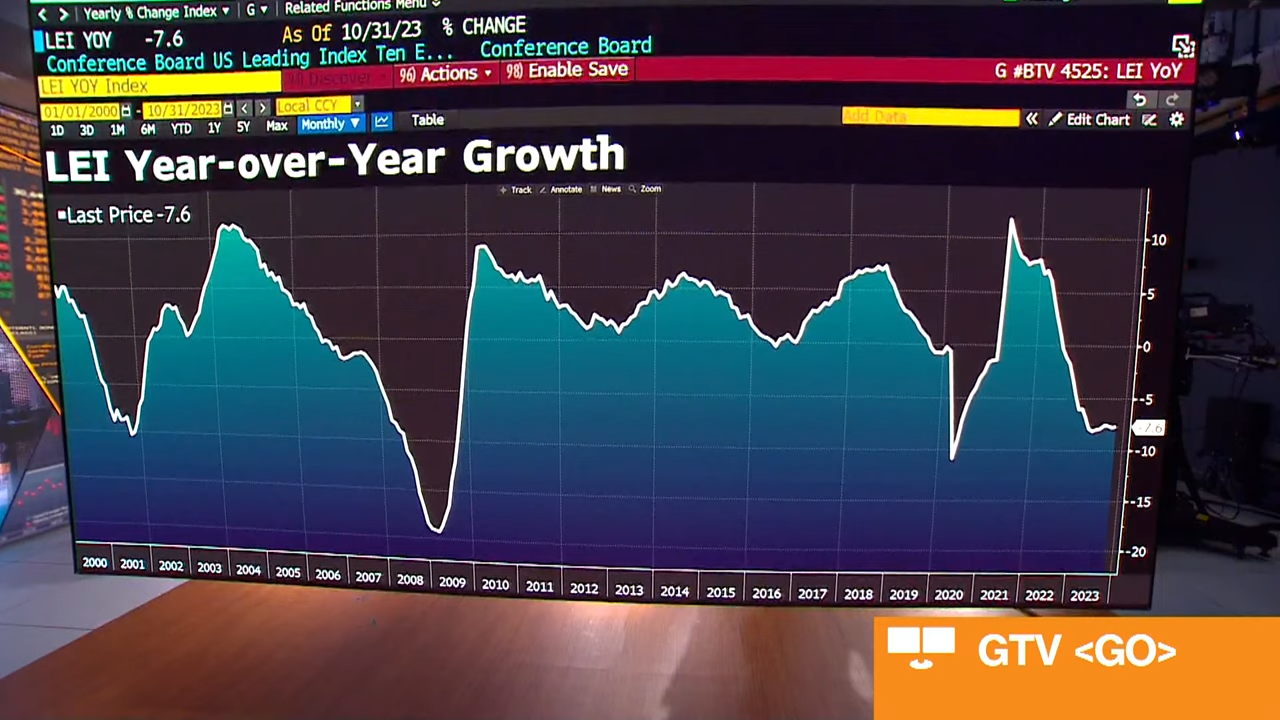 < > Yearly % Change Index ▾ G ▾ Related Functions Menu
LEI YOY -7.6 As Of 10/31/23 % CHANGE
Conference Board US Leading Index Ten E... Conference Board
LEI YOY Index 96) Actions ▾ 98) Enable Save G #BTV 4525: LEI YoY
01/01/2000 - 10/31/2023 < > Local CCY ▾
1D 3D 1M 6M YTD 1Y 5Y Max Monthly ▼ Table Add Data « Edit Chart
LEI Year-over-Year Growth
Track Annotate News Zoom
Last Price -7.6
10
5
0
-5
-7.6
-10
-15
-20
2000 2001 2002 2003 2004 2005 2006 2007 2008 2009 2010 2011 2012 2013 2014 2015 2016 2017 2018 2019 2020 2021 2022 2023
GTV <GO>